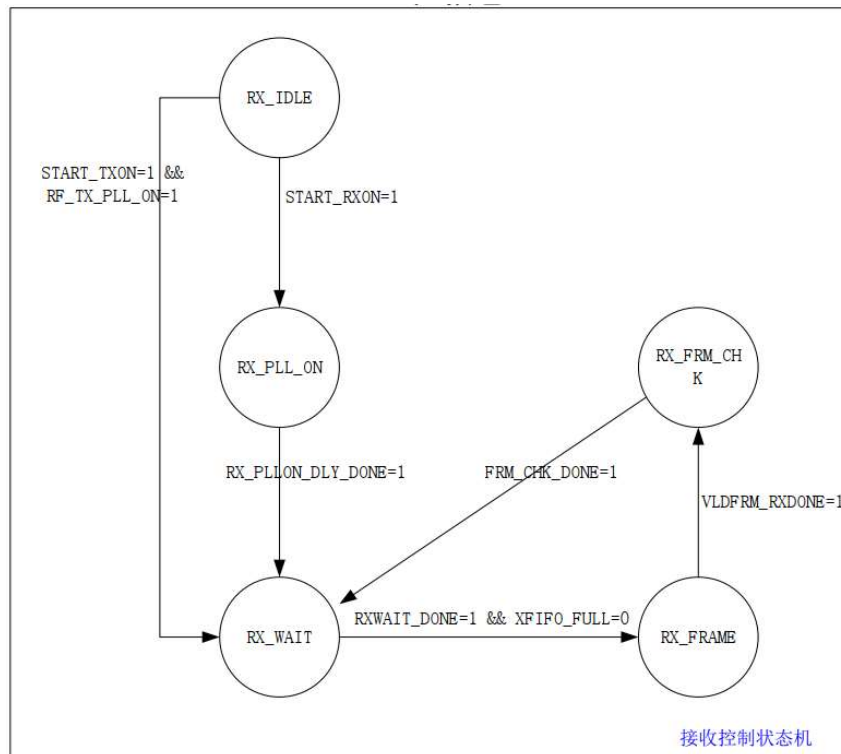 RX_IDLE
START_TXON=1 &&
RF_TX_PLL_ON=1
START_RXON=1
RX_PLL_ON
RX_FRM_CH
K
RX_PLLON_DLY_DONE=1
FRM_CHK_DONE=1
VLDFRM_RXDONE=1
RX_WAIT
RXWAIT_DONE=1 && XFIFO_FULL=0
RX_FRAME
接收控制状态机